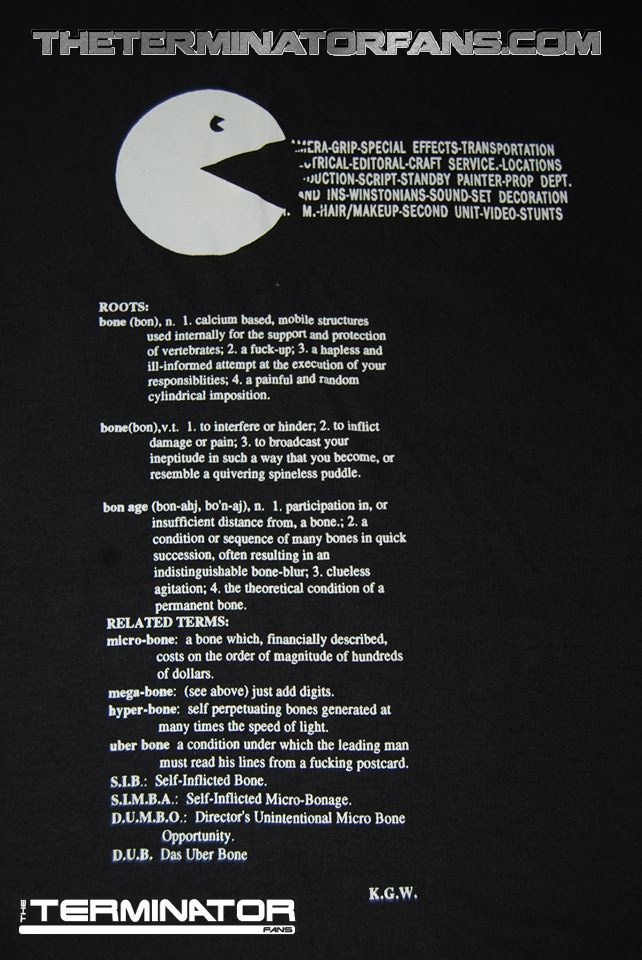 THETERMINATORFANS.COM
ERA-GRIP-SPECIAL EFFECTS-TRANSPORTATION
TRICAL-EDITORAL-CRAFT SERVICE.-LOCATIONS
UCTION-SCRIPT-STANDBY PAINTER-PROP DEPT.
AND INS-WINSTONIANS-SOUND-SET DECORATION
M.-HAIR/MAKEUP-SECOND UNIT-VIDEO-STUNTS
ROOTS:
bone (bon), n. 1. calcium based, mobile structures
used internally for the support and protection
of vertebrates; 2. a fuck-up; 3. a hapless and
ill-informed attempt at the execution of your
responsiblities; 4. a painful and random
cylindrical imposition.
bone(bon),v.t. 1. to interfere or hinder; 2. to inflict
damage or pain; 3. to broadcast your
ineptitude in such a way that you become, or
resemble a quivering spineless puddle.
bon age (bon-ahj, bo'n-aj), n. 1. participation in, or
insufficient distance from, a bone.; 2. a
condition or sequence of many bones in quick
succession, often resulting in an
indistinguishable bone-blur; 3. clueless
agitation; 4. the theoretical condition of a
permanent bone.
RELATED TERMS:
micro-bone: a bone which, financially described,
costs on the order of magnitude of hundreds
of dollars.
mega-bone: (see above) just add digits.
hyper-bone: self perpetuating bones generated at
many times the speed of light.
uber bone a condition under which the leading man
must read his lines from a fucking postcard.
S.I.B.: Self-Inflicted Bone.
S.I.M.B.A.: Self-Inflicted Micro-Bonage.
D.U.M.B.O.: Director's Unintentional Micro Bone
Opportunity.
D.U.B. Das Uber Bone
K.G.W.
THE TERMINATOR
FANS